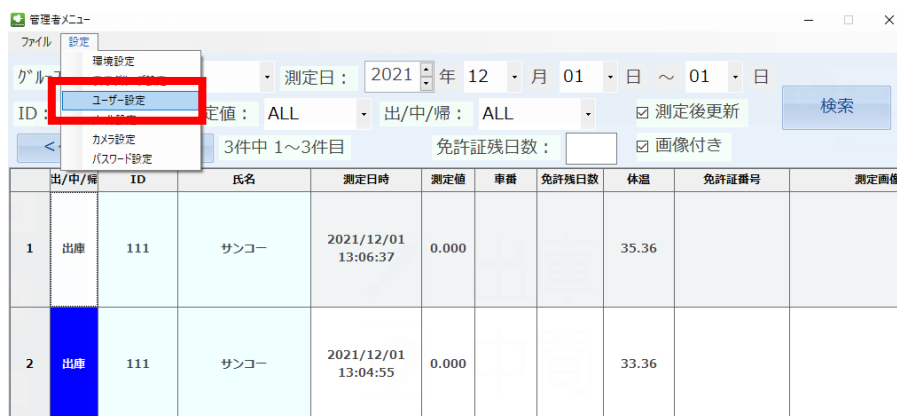 管理者メニュー
ファイル 設定
環境設定
ユーザー設定
カメラ設定
パスワード設定
測定日： 2021 年 12 月 01 日 ～ 01 日
ID： 定値： ALL 出/中/帰： ALL ☑ 測定後更新
検索
3件中 1～3件目 免許証残日数： ☑ 画像付き
出/中/帰 ID 氏名 測定日時 測定値 車番 免許残日数 体温 免許証番号 測定画像
1 出庫 111 サンコー 2021/12/01 0.000 35.36
13:06:37
2 出庫 111 サンコー 2021/12/01 0.000 33.36
13:04:55